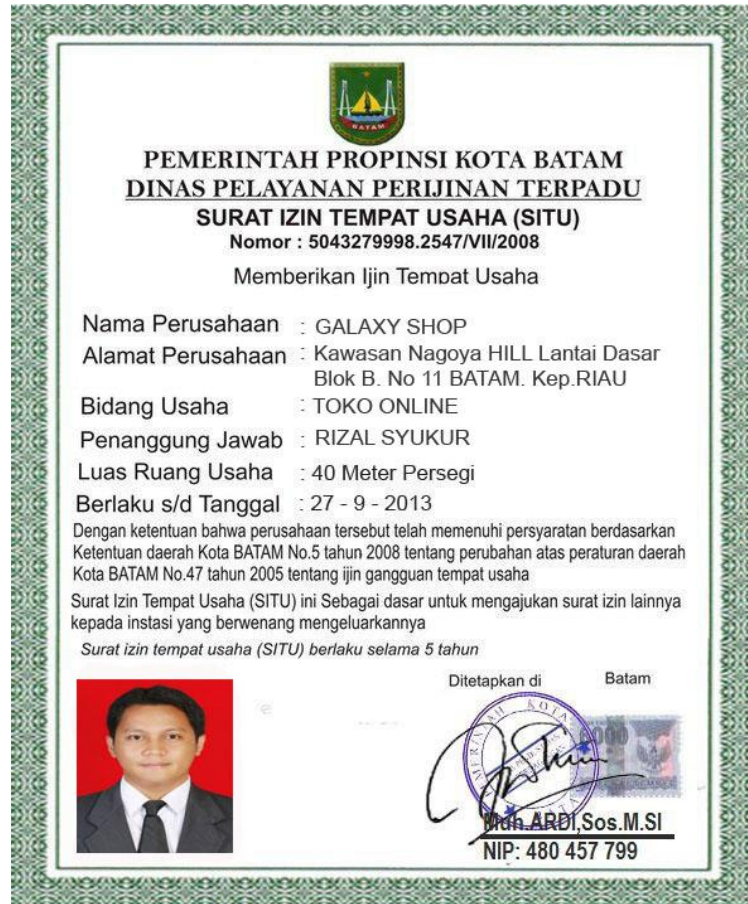 BATAM
PEMERINTAH PROPINSI KOTA BATAM
DINAS PELAYANAN PERIJINAN TERPADU
SURAT IZIN TEMPAT USAHA (SITU)
Nomor : 5043279998.2547/VII/2008
Memberikan Ijin Tempat Usaha
Nama Perusahaan : GALAXY SHOP
Alamat Perusahaan : Kawasan Nagoya HILL Lantai Dasar
Blok B. No 11 BATAM. Kep.RIAU
Bidang Usaha : TOKO ONLINE
Penanggung Jawab : RIZAL SYUKUR
Luas Ruang Usaha : 40 Meter Persegi
Berlaku s/d Tanggal : 27 - 9 - 2013
Dengan ketentuan bahwa perusahaan tersebut telah memenuhi persyaratan berdasarkan
Ketentuan daerah Kota BATAM No.5 tahun 2008 tentang perubahan atas peraturan daerah
Kota BATAM No.47 tahun 2005 tentang ijin gangguan tempat usaha
Surat Izin Tempat Usaha (SITU) ini Sebagai dasar untuk mengajukan surat izin lainnya
kepada instasi yang berwenang mengeluarkannya
Surat izin tempat usaha (SITU) berlaku selama 5 tahun
Ditetapkan di Batam
KOTA
6000
Muh.ARDI,Sos.M.SI
NIP: 480 457 799